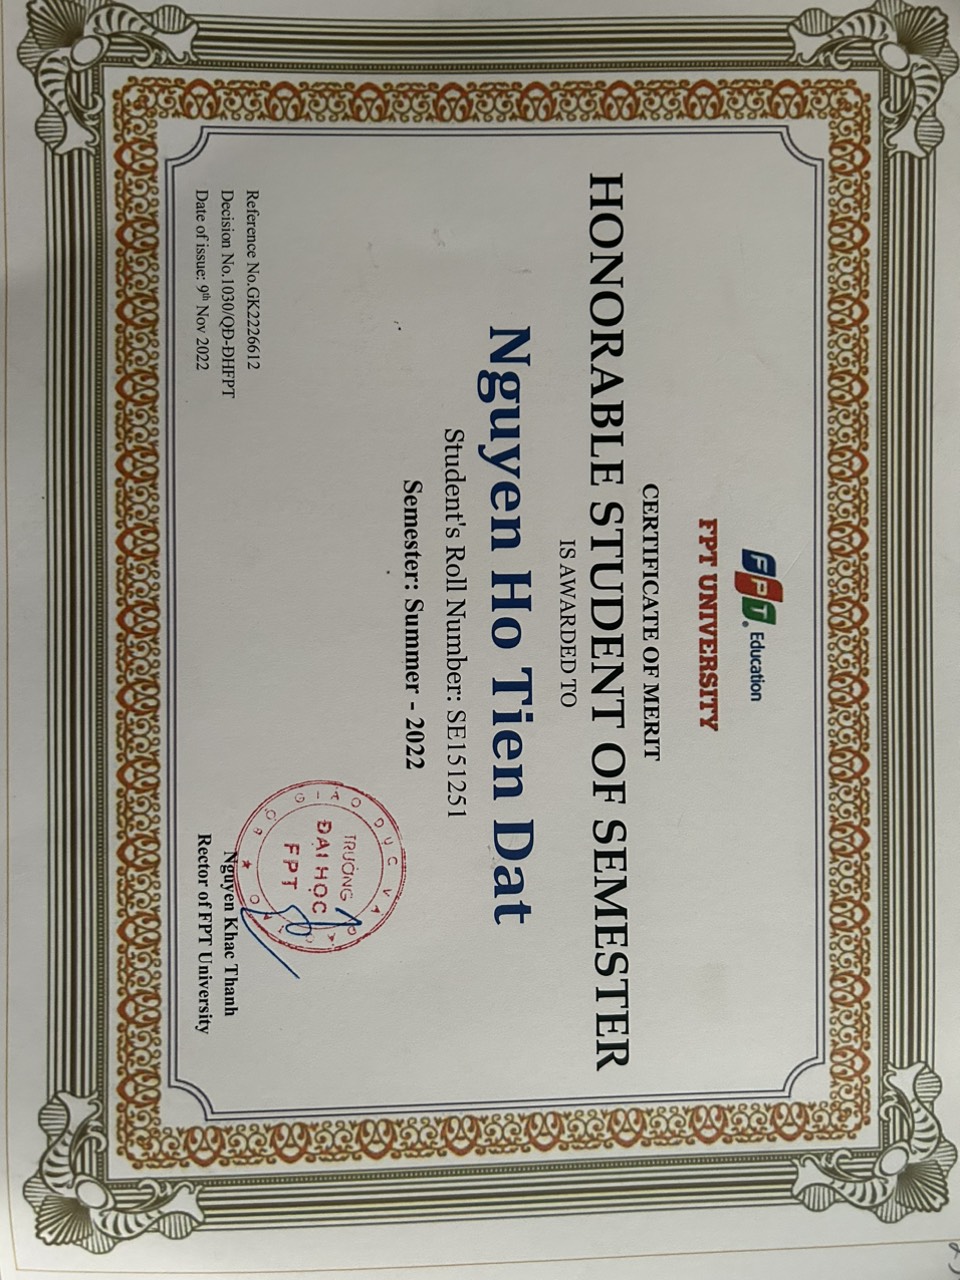 FPT Education
FPT UNIVERSITY
CERTIFICATE OF MERIT
HONORABLE STUDENT OF SEMESTER
IS AWARDED TO
Nguyen Ho Tien Dat
Student's Roll Number: SE151251
Semester: Summer - 2022
BỘ GIÁO DỤC VÀ ĐÀO TẠO
TRƯỜNG
ĐẠI HỌC
FPT
Nguyen Khac Thanh
Rector of FPT University
Reference No.GK2226612
Decision No.1030/QĐ-ĐHFPT
Date of issue: 9th Nov 2022